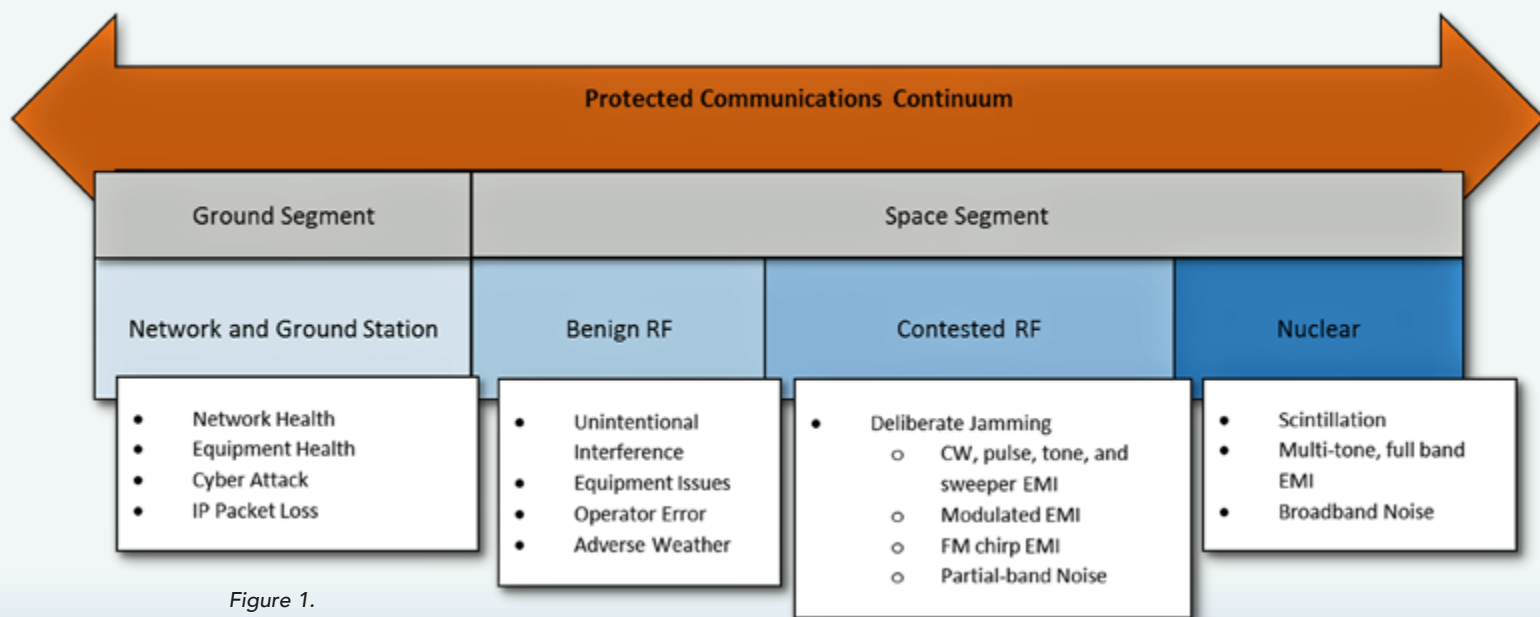 Protected Communications Continuum
Ground Segment
Space Segment
Network and Ground Station
Benign RF
Contested RF
Nuclear
• Network Health
• Equipment Health
• Cyber Attack
• IP Packet Loss
• Unintentional
Interference
• Equipment Issues
• Operator Error
• Adverse Weather
• Deliberate Jamming
o CW, pulse, tone, and
sweeper EMI
o Modulated EMI
o FM chirp EMI
o Partial-band Noise
• Scintillation
• Multi-tone, full band
EMI
• Broadband Noise
Figure 1.